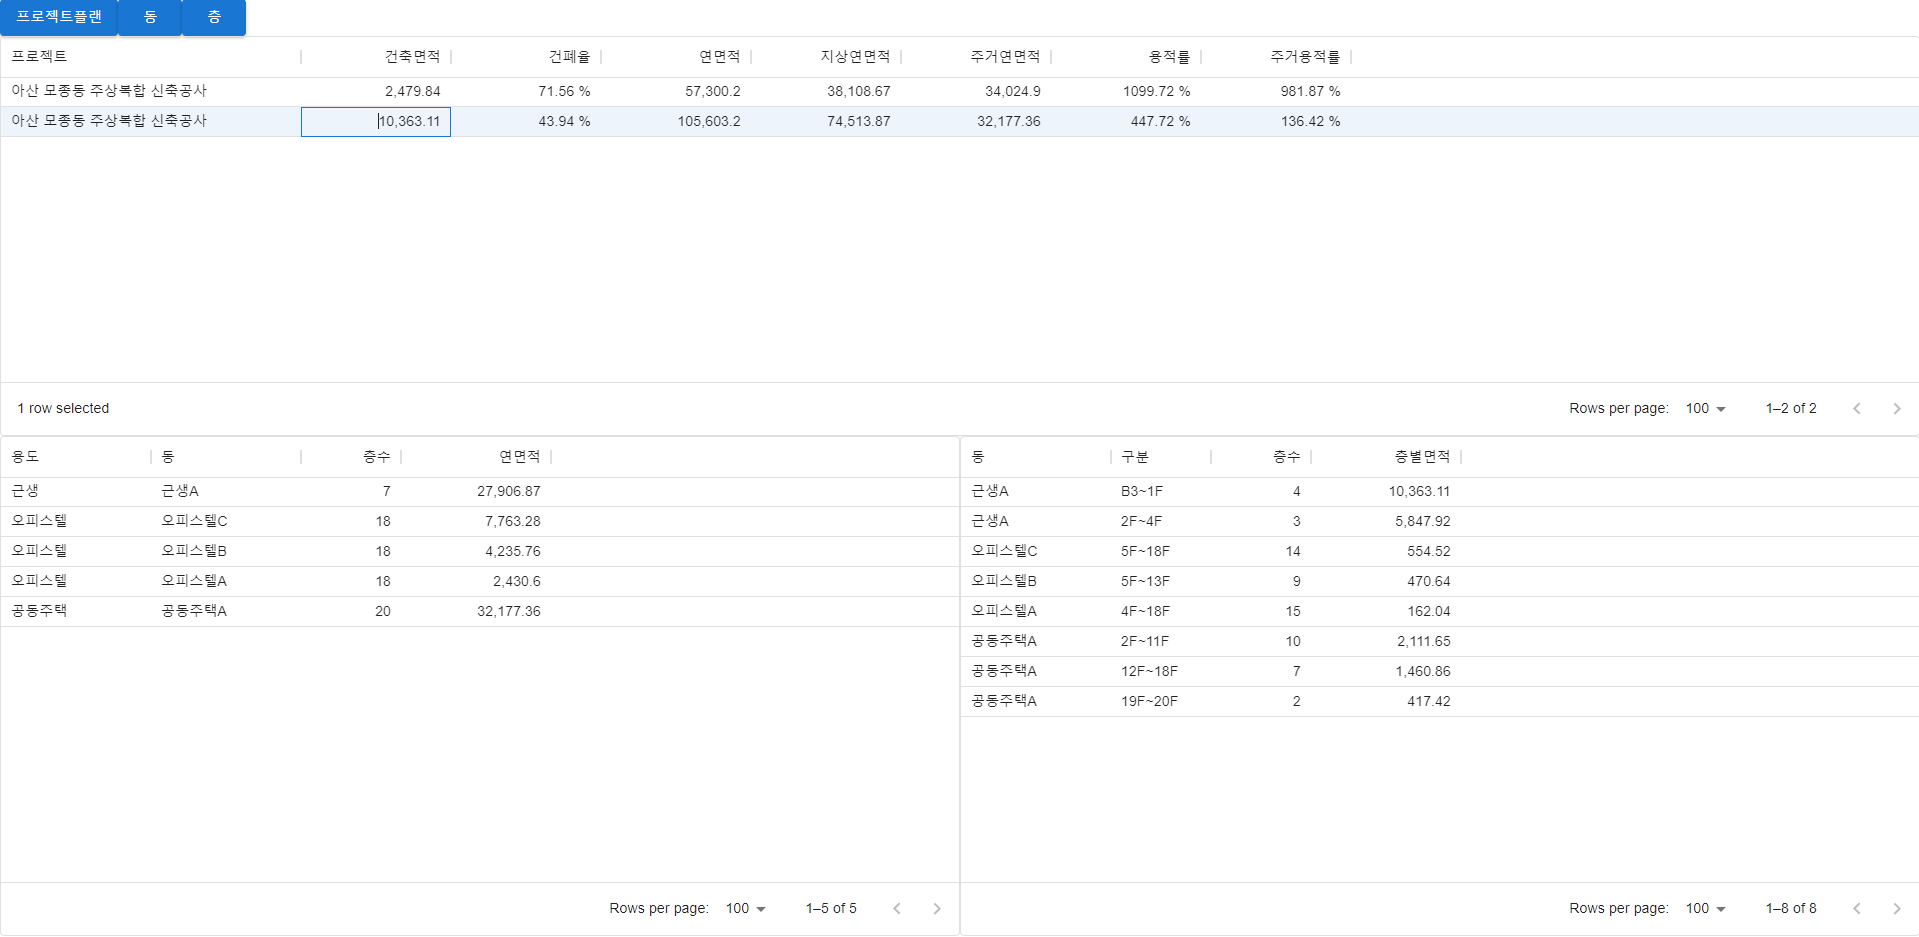 프로젝트플랜 동 층
프로젝트 건축면적 건폐율 연면적 지상연면적 주거연면적 용적률 주거용적률
아산 모종동 주상복합 신축공사 2,479.84 71.56 % 57,300.2 38,108.67 34,024.9 1099.72 % 981.87 %
아산 모종동 주상복합 신축공사 10,363.11 43.94 % 105,603.2 74,513.87 32,177.36 447.72 % 136.42 %
1 row selected Rows per page: 100 1–2 of 2
용도 동 층수 연면적
근생 근생A 7 27,906.87
오피스텔 오피스텔C 18 7,763.28
오피스텔 오피스텔B 18 4,235.76
오피스텔 오피스텔A 18 2,430.6
공동주택 공동주택A 20 32,177.36
Rows per page: 100 1–5 of 5
동 구분 층수 층별면적
근생A B3~1F 4 10,363.11
근생A 2F~4F 3 5,847.92
오피스텔C 5F~18F 14 554.52
오피스텔B 5F~13F 9 470.64
오피스텔A 4F~18F 15 162.04
공동주택A 2F~11F 10 2,111.65
공동주택A 12F~18F 7 1,460.86
공동주택A 19F~20F 2 417.42
Rows per page: 100 1–8 of 8